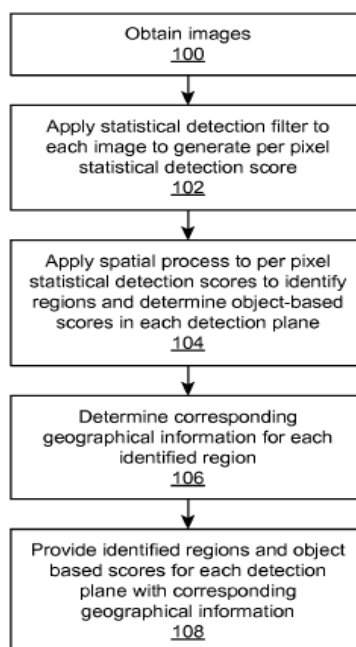 Obtain images
100
Apply statistical detection filter to
each image to generate per pixel
statistical detection score
102
Apply spatial process to per pixel
statistical detection scores to identify
regions and determine object-based
scores in each detection plane
104
Determine corresponding
geographical information for each
identified region
106
Provide identified regions and object
based scores for each detection
plane with corresponding
geographical information
108